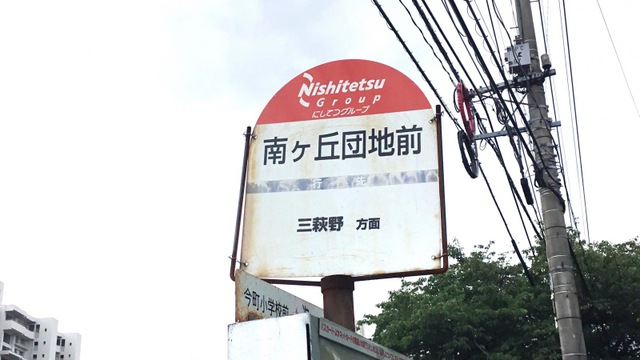 Nishitetsu
Group
にしてつグループ
南ヶ丘団地前
行先
三萩野 方面
今町小学校前